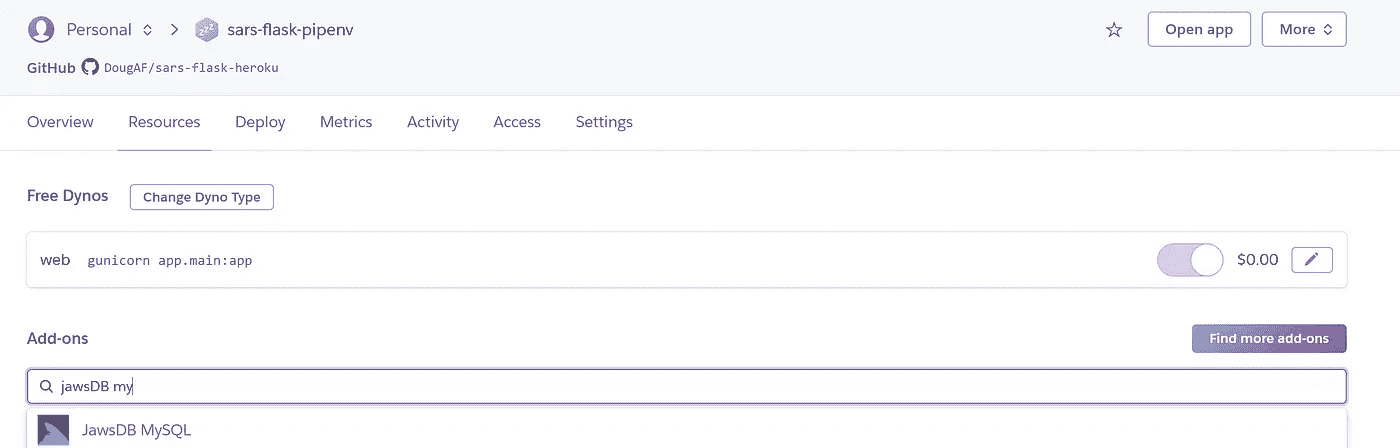 Personal sars-flask-pipenv Open app More
GitHub DougAF/sars-flask-heroku
Overview Resources Deploy Metrics Activity Access Settings
Free Dynos Change Dyno Type
web gunicorn app.main:app $0.00
Add-ons Find more add-ons
jawsDB my
JawsDB MySQL